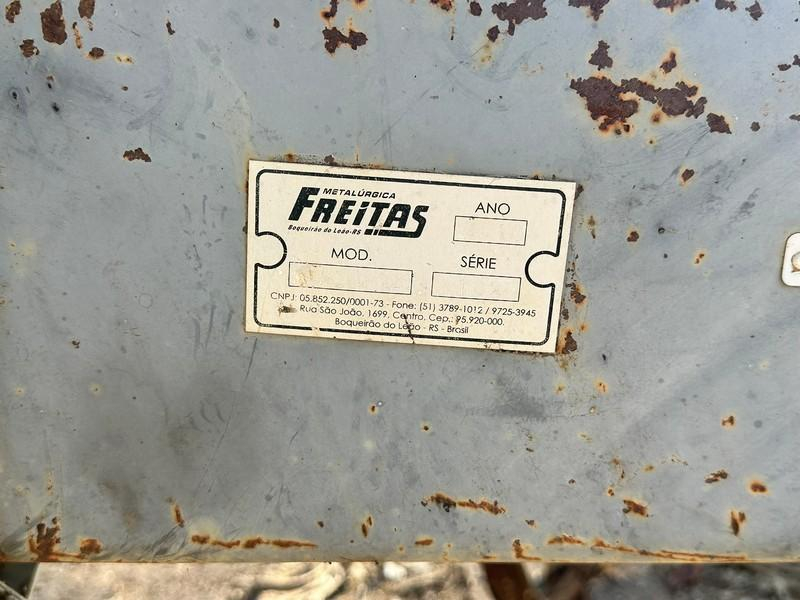 METALÚRGICA
FREITAS
Boqueirão do Leão-RS
ANO
MOD.
SÉRIE
CNPJ: 05.852.250/0001-73 - Fone: (51) 3789-1012 / 9725-3945
Rua São João, 1699, Centro, Cep.: 95.920-000.
Boqueirão do Leão - RS - Brasil